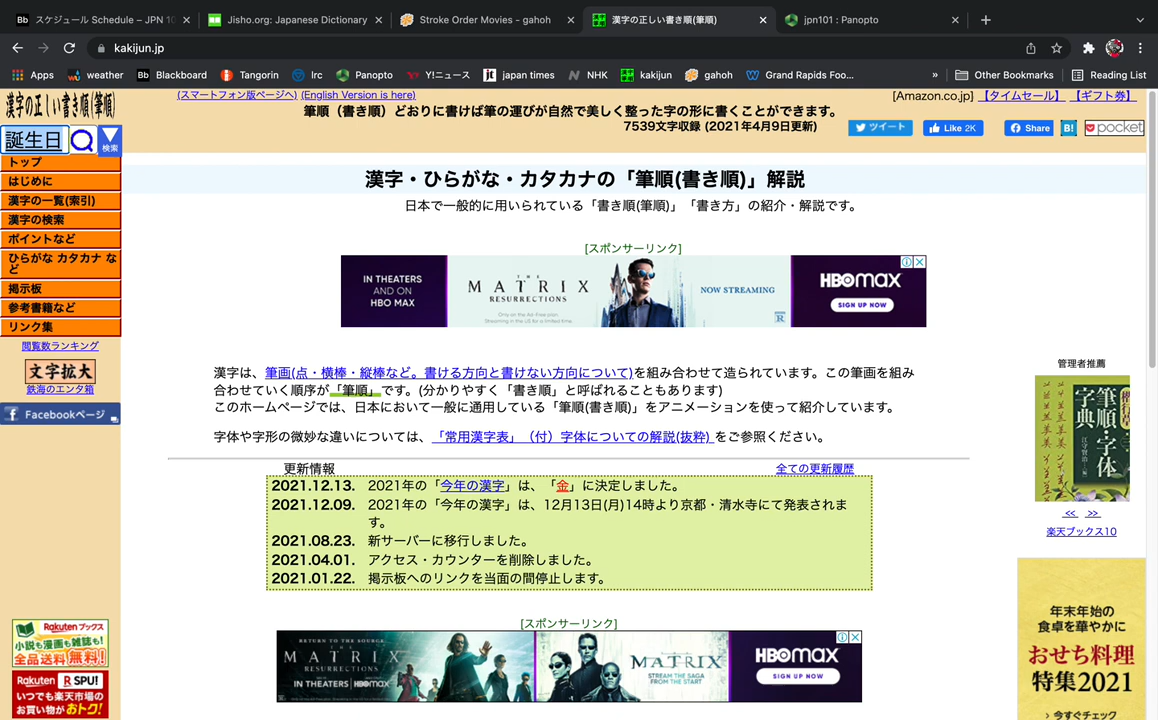 スケジュール Schedule – JPN 10
Jisho.org: Japanese Dictionary
Stroke Order Movies - gahoh
漢字の正しい書き順(筆順)
jpn101 : Panopto
kakijun.jp
Apps
weather
Bb Blackboard
Tangorin
lrc
Panopto
Y!ニュース
jt japan times
N NHK
kakijun
gahoh
W Grand Rapids Foo...
»
Other Bookmarks
Reading List
漢字の正しい書き順(筆順)
(スマートフォン版ページへ) (English Version is here)
筆順（書き順）どおりに書けば筆の運びが自然で美しく整った字の形に書くことができます。
7539文字収録 (2021年4月9日更新)
[Amazon.co.jp] 【タイムセール】 【ギフト券】
ツイート
Like 2K
Share
B!
pocket
誕生日
検索
トップ
はじめに
漢字の一覧(索引)
漢字の検索
ポイントなど
ひらがな カタカナ など
掲示板
参考書籍など
リンク集
閲覧数ランキング
文字拡大
鉄海のエンタ箱
Facebookページ
漢字・ひらがな・カタカナの「筆順(書き順)」解説
日本で一般的に用いられている「書き順(筆順)」「書き方」の紹介・解説です。
[スポンサーリンク]
IN THEATERS
AND ON
HBO MAX
THE
MATRIX
RESURRECTIONS
Only on the Ad-Free plan.
Streaming in the US for a limited time.
NOW STREAMING
R
HBOMAX
SIGN UP NOW
漢字は、筆画(点・横棒・縦棒など。書ける方向と書けない方向について)を組み合わせて造られています。この筆画を組み
合わせていく順序が「筆順」です。(分かりやすく「書き順」と呼ばれることもあります)
このホームページでは、日本において一般に通用している「筆順(書き順)」をアニメーションを使って紹介しています。
字体や字形の微妙な違いについては、「常用漢字表」（付）字体についての解説(抜粋) をご参照ください。
更新情報
全ての更新履歴
2021.12.13. 2021年の「今年の漢字」は、「金」に決定しました。
2021.12.09. 2021年の「今年の漢字」は、12月13日(月)14時より京都・清水寺にて発表されま
す。
2021.08.23. 新サーバーに移行しました。
2021.04.01. アクセス・カウンターを削除しました。
2021.01.22. 掲示板へのリンクを当面の間停止します。
[スポンサーリンク]
RETURN TO THE SOURCE
THE
MATRIX
RESURRECTIONS
IN THEATERS HBOMAX
THE
MATRIX
STREAM THE SAGA
FROM THE START
HBOMAX
SIGN UP NOW
管理者推薦
楷行草
筆順・字体
字典
江守賢治
<< >>
楽天ブックス10
年末年始の
食卓を華やかに
おせち料理
特集2021
› 今すぐチェック
Rakuten ブックス
小説も漫画も雑誌も!
全品送料無料!
Rakuten R SPU!
いつでも楽天市場の
お買い物がおトク!